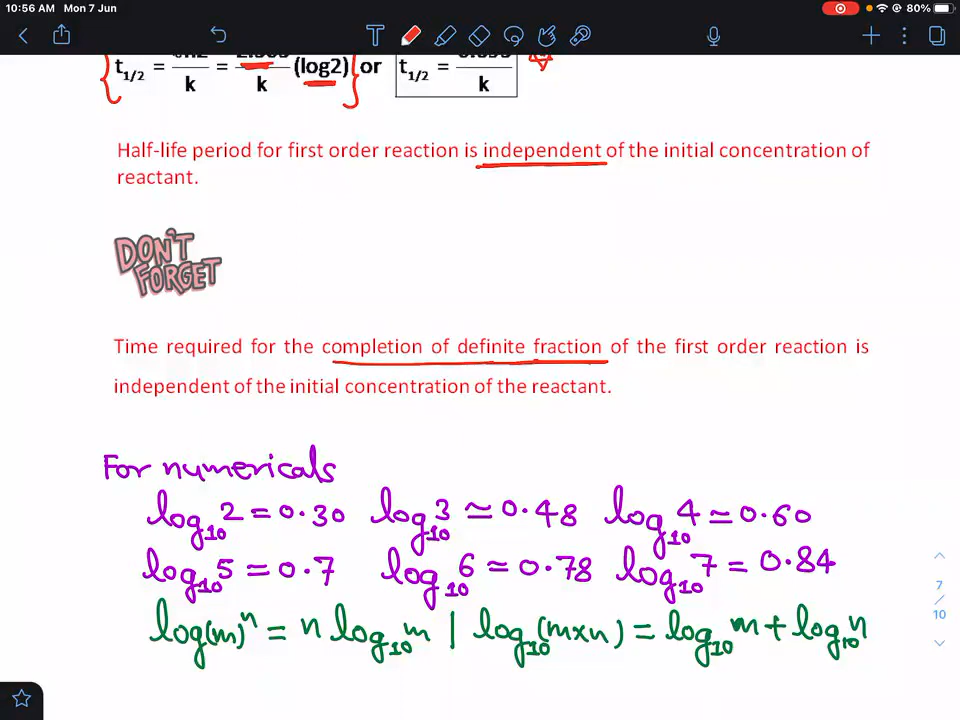 10:56 AM Mon 7 Jun 80%
t1/2 = = (log2) or t1/2 =
k k k
Half-life period for first order reaction is independent of the initial concentration of
reactant.
DON'T
FORGET
Time required for the completion of definite fraction of the first order reaction is
independent of the initial concentration of the reactant.
For numericals
log₁₀2 = 0.30 log₁₀3 ≃ 0.48 log₁₀4 ≃ 0.60
log₁₀5 = 0.7 log₁₀6 ≃ 0.78 log₁₀7 = 0.84
log(m)ⁿ = n log₁₀m | log₁₀(m×n) = log₁₀m + log₁₀n
7
/
10